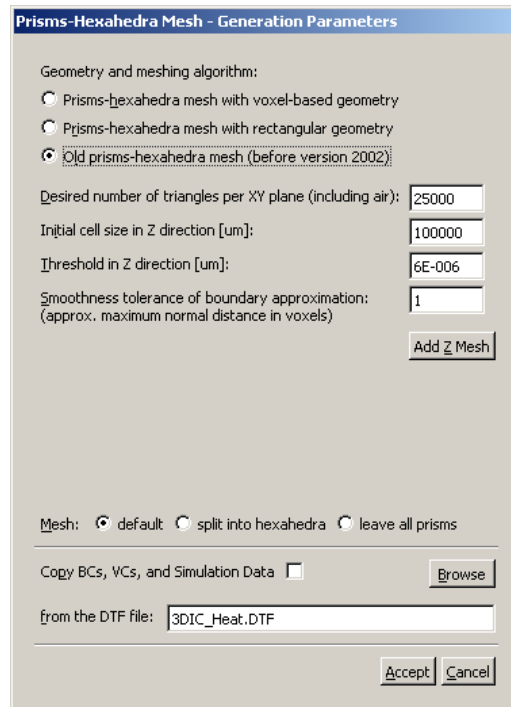 Prisms-Hexahedra Mesh - Generation Parameters
Geometry and meshing algorithm:
Prisms-hexahedra mesh with voxel-based geometry
Prisms-hexahedra mesh with rectangular geometry
Old prisms-hexahedra mesh (before version 2002)
Desired number of triangles per XY plane (including air): 25000
Initial cell size in Z direction [um]: 100000
Threshold in Z direction [um]: 6E-006
Smoothness tolerance of boundary approximation: 1
(approx. maximum normal distance in voxels)
Add Z Mesh
Mesh: default split into hexahedra leave all prisms
Copy BCs, VCs, and Simulation Data Browse
from the DTF file: 3DIC_Heat.DTF
Accept Cancel